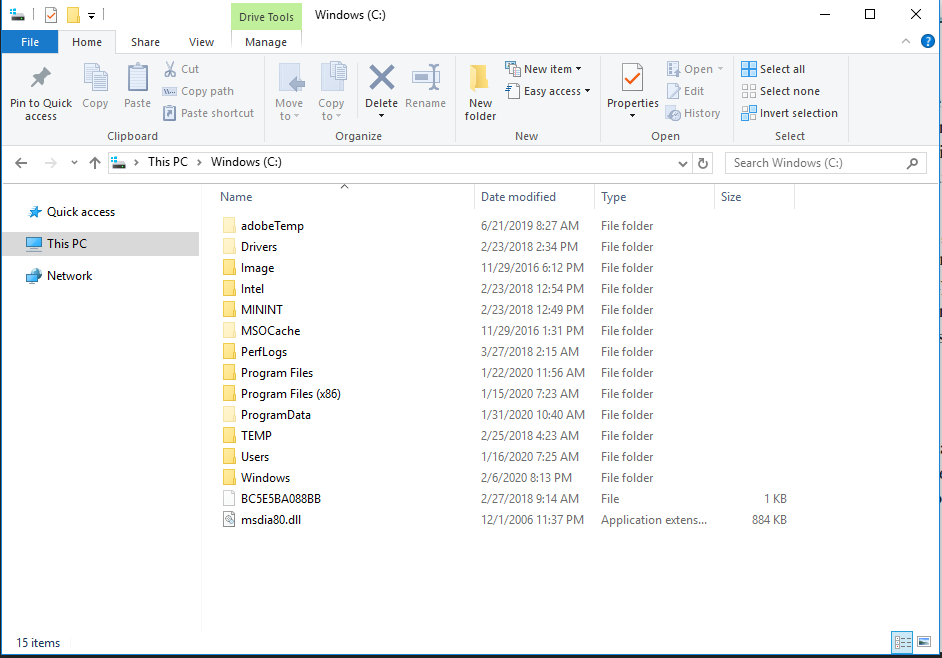 Drive Tools Windows (C:)
File Home Share View Manage
Pin to Quick access
Copy
Paste
Cut
Copy path
Paste shortcut
Clipboard
Move to
Copy to
Delete
Rename
Organize
New folder
New item
Easy access
New
Properties
Open
Edit
History
Open
Select all
Select none
Invert selection
Select
This PC Windows (C:)
Search Windows (C:)
Quick access
This PC
Network
Name Date modified Type Size
adobeTemp 6/21/2019 8:27 AM File folder
Drivers 2/23/2018 2:34 PM File folder
Image 11/29/2016 6:12 PM File folder
Intel 2/23/2018 12:54 PM File folder
MININT 2/23/2018 12:49 PM File folder
MSOCache 11/29/2016 1:31 PM File folder
PerfLogs 3/27/2018 2:15 AM File folder
Program Files 1/22/2020 11:56 AM File folder
Program Files (x86) 1/15/2020 7:23 AM File folder
ProgramData 1/31/2020 10:40 AM File folder
TEMP 2/25/2018 4:23 AM File folder
Users 1/16/2020 7:25 AM File folder
Windows 2/6/2020 8:13 PM File folder
BC5E5BA088BB 2/27/2018 9:14 AM File 1 KB
msdia80.dll 12/1/2006 11:37 PM Application extens... 884 KB
15 items